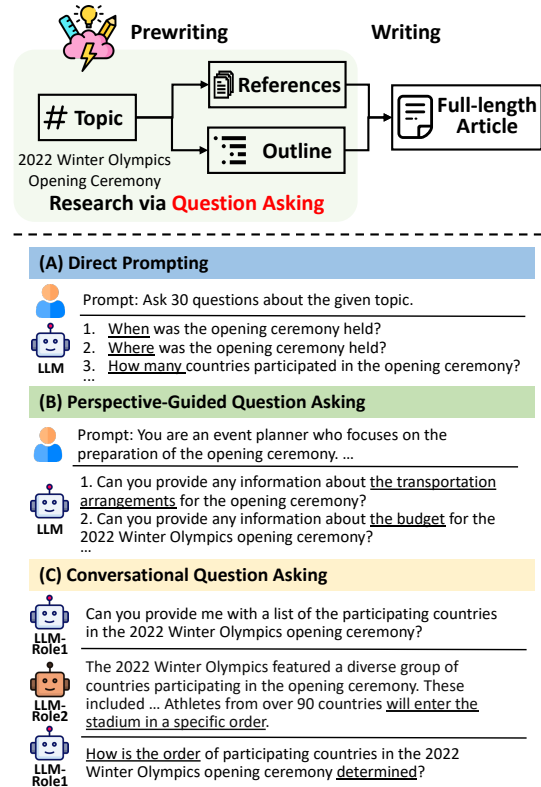 Prewriting
Writing
# Topic
References
Outline
Full-length
Article
2022 Winter Olympics
Opening Ceremony
Research via Question Asking
(A) Direct Prompting
Prompt: Ask 30 questions about the given topic.
LLM
1. When was the opening ceremony held?
2. Where was the opening ceremony held?
3. How many countries participated in the opening ceremony?
...
(B) Perspective-Guided Question Asking
Prompt: You are an event planner who focuses on the
preparation of the opening ceremony. ...
LLM
1. Can you provide any information about the transportation
arrangements for the opening ceremony?
2. Can you provide any information about the budget for the
2022 Winter Olympics opening ceremony?
...
(C) Conversational Question Asking
LLM-
Role1
Can you provide me with a list of the participating countries
in the 2022 Winter Olympics opening ceremony?
LLM-
Role2
The 2022 Winter Olympics featured a diverse group of
countries participating in the opening ceremony. These
included ... Athletes from over 90 countries will enter the
stadium in a specific order.
LLM-
Role1
How is the order of participating countries in the 2022
Winter Olympics opening ceremony determined?